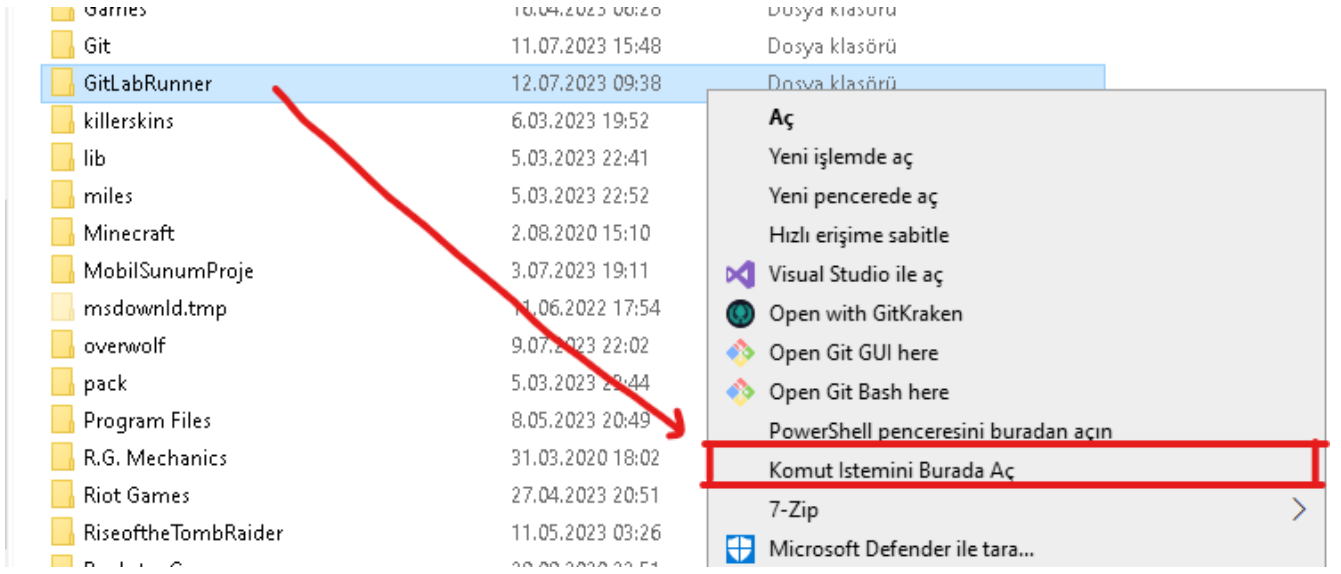 Games 16.04.2023 06:28 Dosya klasörü
Git 11.07.2023 15:48 Dosya klasörü
GitLabRunner 12.07.2023 09:38 Dosya klasörü
killerskins 6.03.2023 19:52
lib 5.03.2023 22:41
miles 5.03.2023 22:52
Minecraft 2.08.2020 15:10
MobilSunumProje 3.07.2023 19:11
msdownld.tmp 11.06.2022 17:54
overwolf 9.07.2023 22:02
pack 5.03.2023 22:44
Program Files 8.05.2023 20:49
R.G. Mechanics 31.03.2020 18:02
Riot Games 27.04.2023 20:51
RiseoftheTombRaider 11.05.2023 03:26
Aç
Yeni işlemde aç
Yeni pencerede aç
Hızlı erişime sabitle
Visual Studio ile aç
Open with GitKraken
Open Git GUI here
Open Git Bash here
PowerShell penceresini buradan açın
Komut Istemini Burada Aç
7-Zip
Microsoft Defender ile tara...